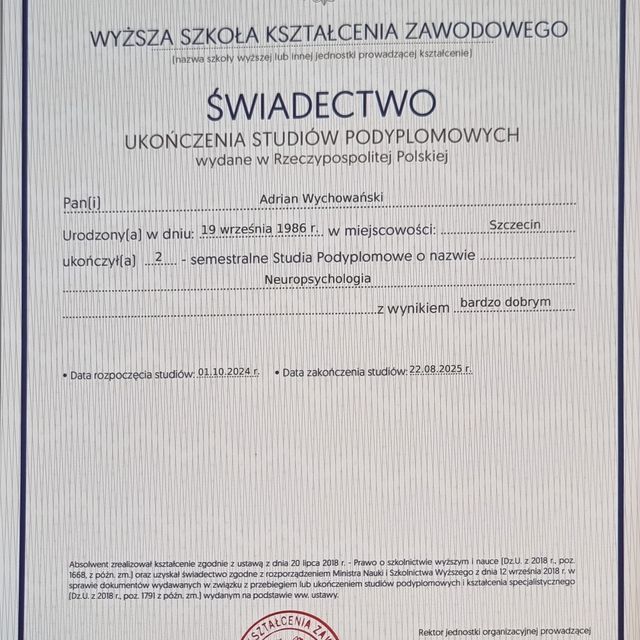 WYŻSZA SZKOŁA KSZTAŁCENIA ZAWODOWEGO
(nazwa szkoły wyższej lub innej jednostki prowadzącej kształcenie)
ŚWIADECTWO
UKOŃCZENIA STUDIÓW PODYPLOMOWYCH
wydane w Rzeczypospolitej Polskiej
Pan(i) Adrian Wychowański
Urodzony(a) w dniu: 19 września 1986 r. w miejscowości: Szczecin
ukończył(a) 2 - semestralne Studia Podyplomowe o nazwie
Neuropsychologia
z wynikiem bardzo dobrym
• Data rozpoczęcia studiów: 01.10.2024 r. • Data zakończenia studiów: 22.08.2025 r.
Absolwent zrealizował kształcenie zgodnie z ustawą z dnia 20 lipca 2018 r. - Prawo o szkolnictwie wyższym i nauce (Dz.U. z 2018 r., poz.
1668, z późn. zm.) oraz uzyskał świadectwo zgodne z rozporządzeniem Ministra Nauki i Szkolnictwa Wyższego z dnia 12 września 2018 r. w
sprawie dokumentów wydawanych w związku z przebiegiem lub ukończeniem studiów podyplomowych i kształcenia specjalistycznego
(Dz.U. z 2018 r., poz. 1791 z późn. zm.) wydanym na podstawie ww. ustawy.
KSZTAŁCENIA
Rektor jednostki organizacyjnej prowadzącej